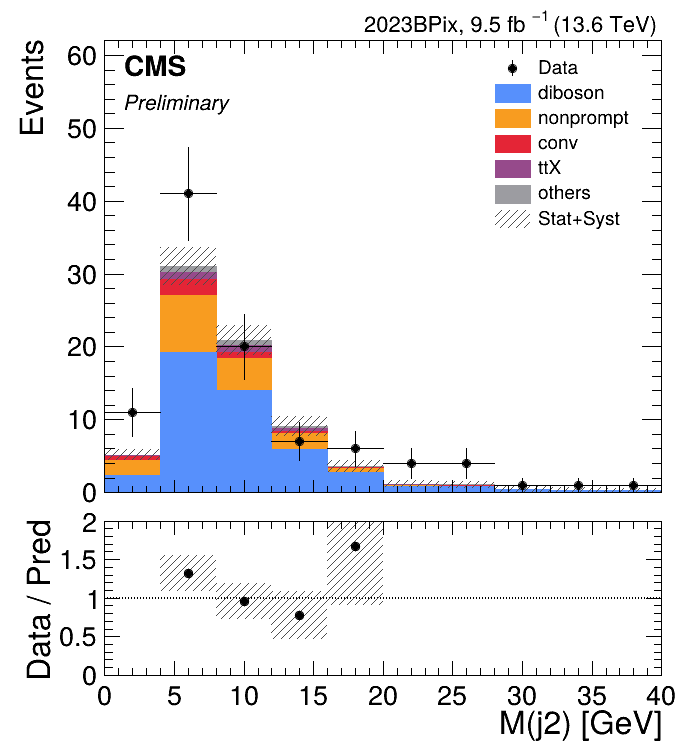 2023BPix, 9.5 fb⁻¹ (13.6 TeV)
CMS
Preliminary
Events
60
50
40
30
20
10
0
Data
diboson
nonprompt
conv
ttX
others
Stat+Syst
Data / Pred
2
1.5
1
0.5
0
0 5 10 15 20 25 30 35 40
M(j2) [GeV]